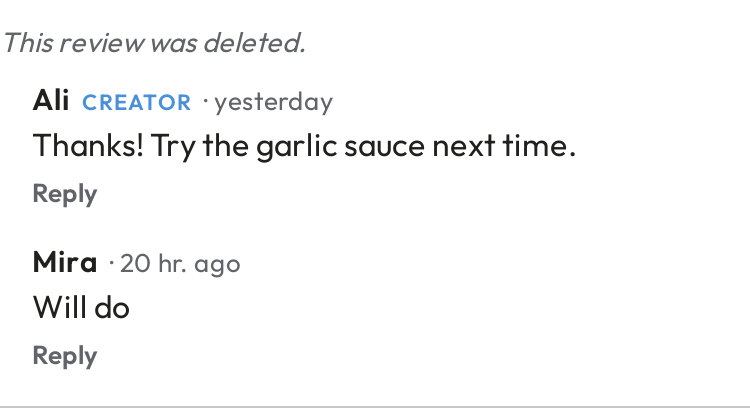 This review was deleted.
Ali CREATOR · yesterday
Thanks! Try the garlic sauce next time.
Reply
Mira · 20 hr. ago
Will do
Reply